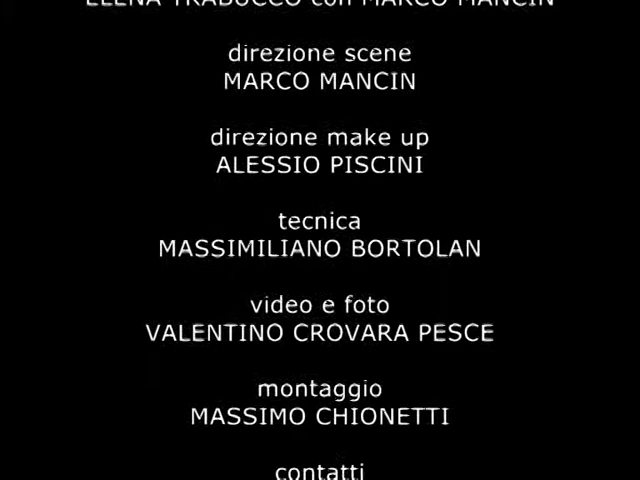 ELENA TRABUCCO con MARCO MANCIN
direzione scene
MARCO MANCIN
direzione make up
ALESSIO PISCINI
tecnica
MASSIMILIANO BORTOLAN
video e foto
VALENTINO CROVARA PESCE
montaggio
MASSIMO CHIONETTI
contatti